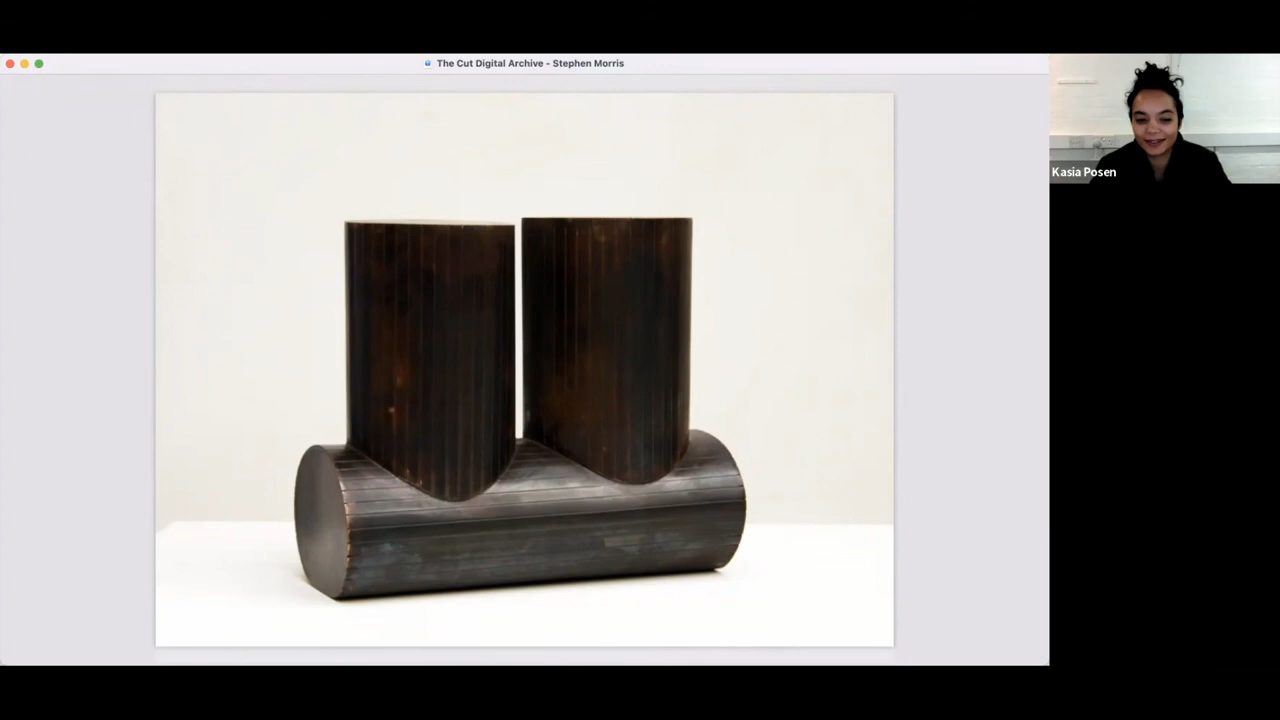 The Cut Digital Archive - Stephen Morris
Kasia Posen